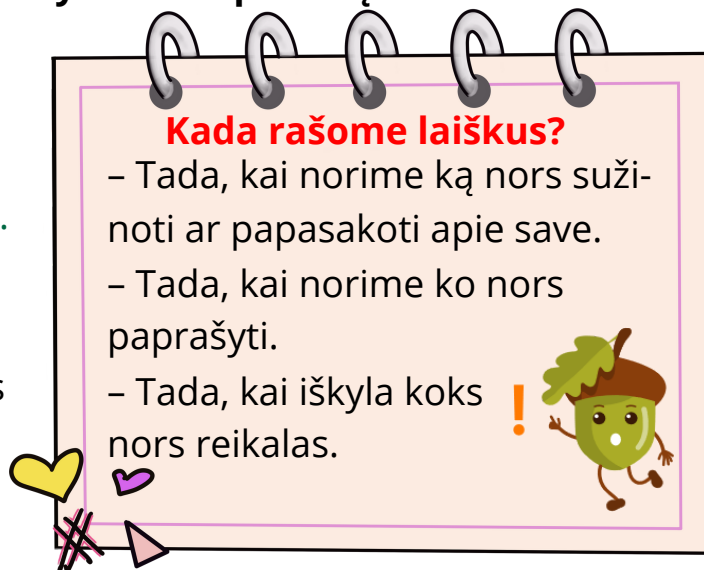 Kada rašome laiškus?
– Tada, kai norime ką nors suži-
noti ar papasakoti apie save.
– Tada, kai norime ko nors
paprašyti.
– Tada, kai iškyla koks
nors reikalas.
!